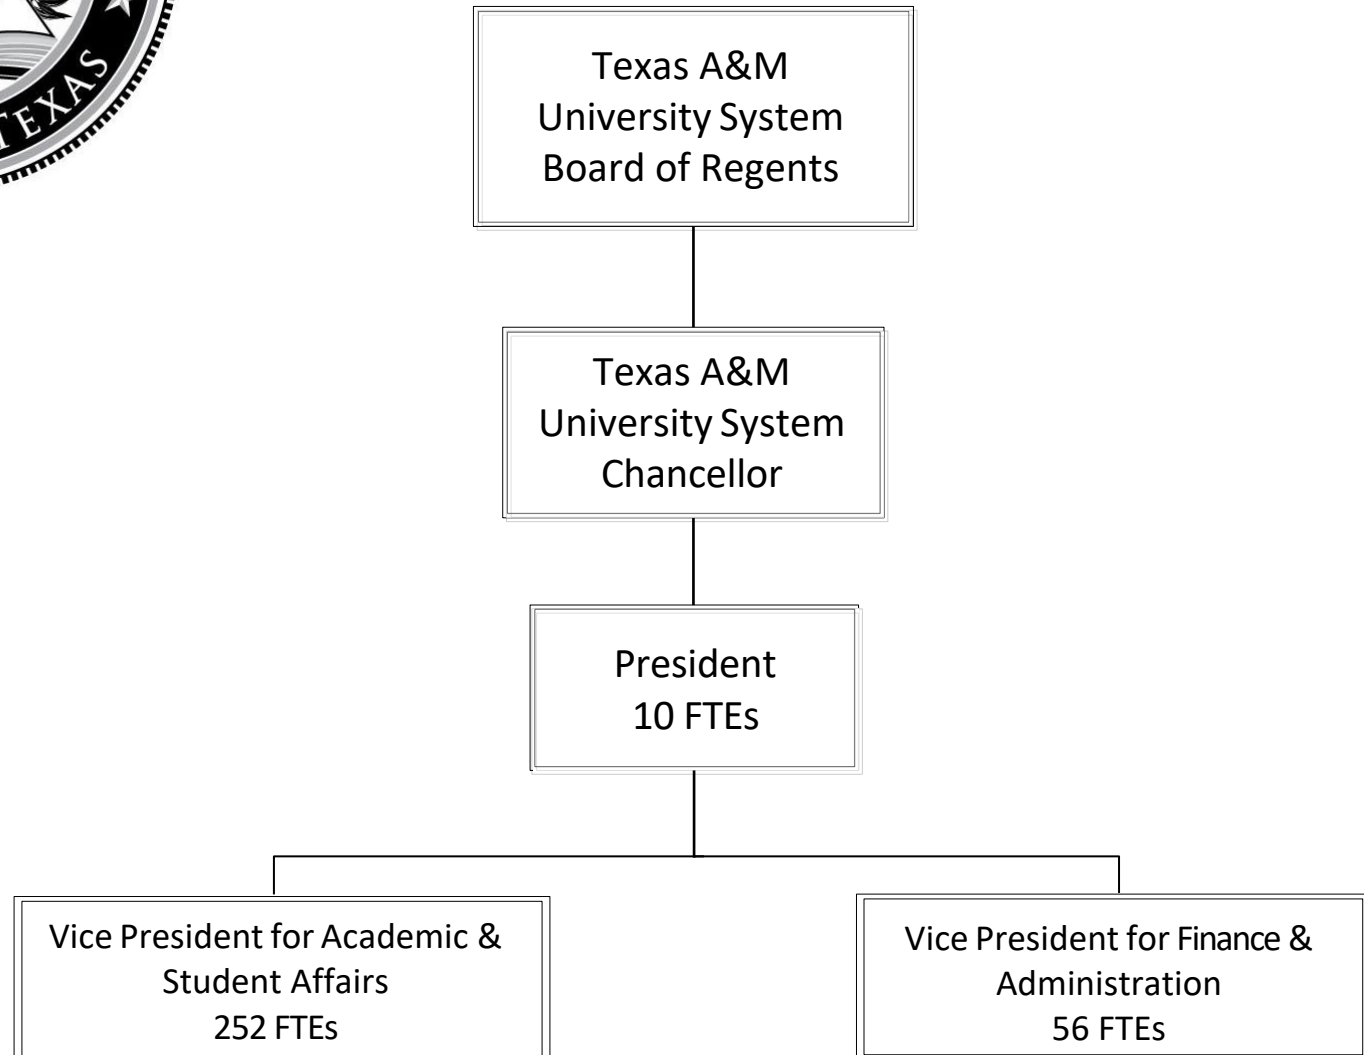 TEXAS
Texas A&M
University System
Board of Regents
Texas A&M
University System
Chancellor
President
10 FTEs
Vice President for Academic &
Student Affairs
252 FTEs
Vice President for Finance &
Administration
56 FTEs